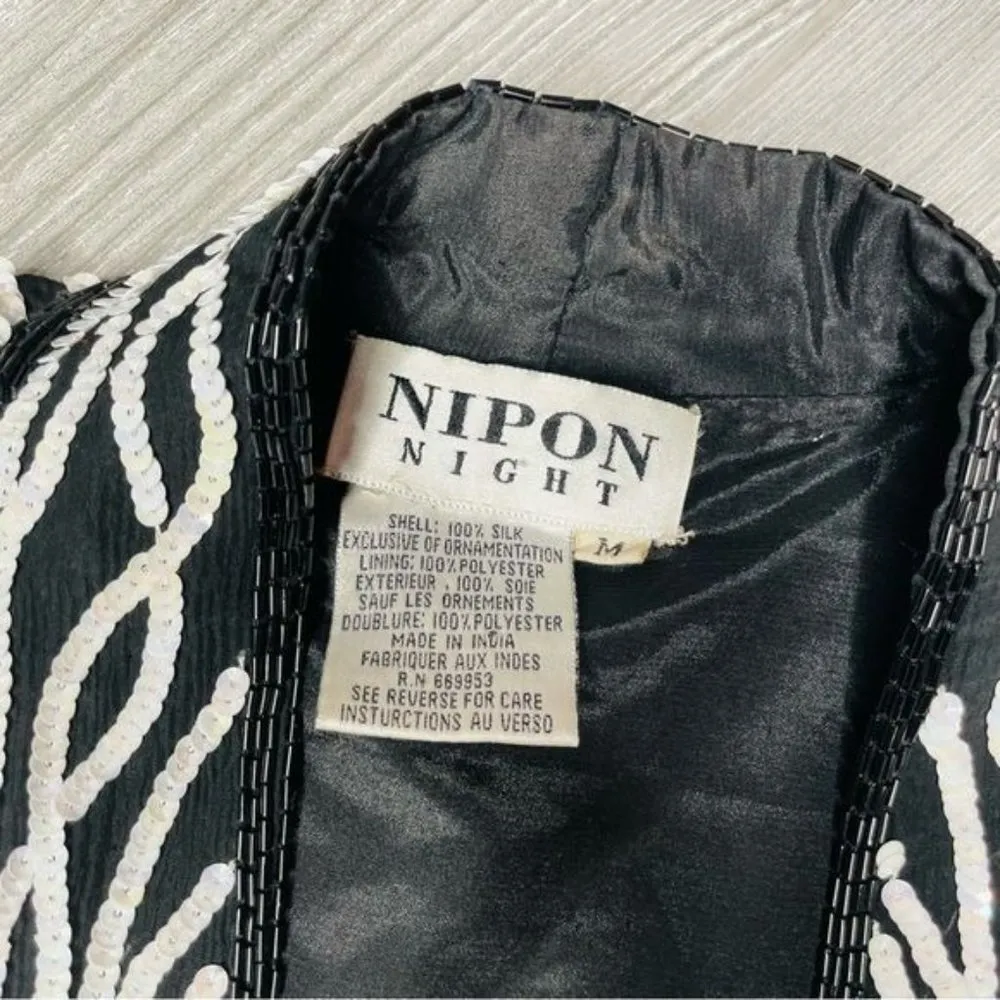 NIPON
NIGHT
M
SHELL: 100% SILK
EXCLUSIVE OF ORNAMENTATION
LINING: 100% POLYESTER
EXTERIEUR . 100% SOIE
SAUF LES ORNEMENTS
DOUBLURE: 100% POLYESTER
MADE IN INDIA
FABRIQUER AUX INDES
R.N 669953
SEE REVERSE FOR CARE
INSTURCTIONS AU VERSO